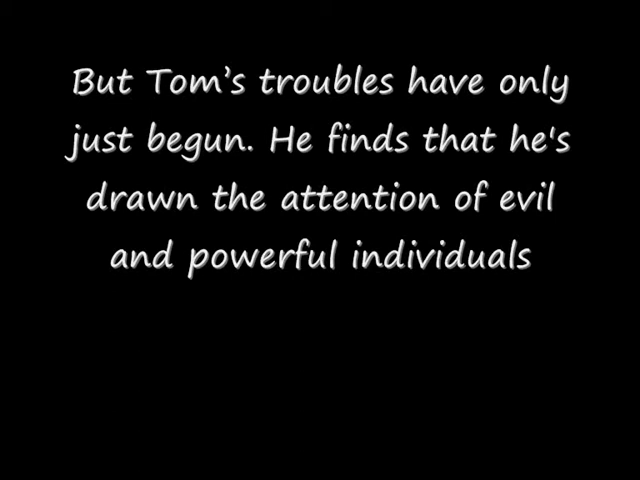 But Tom’s troubles have only
just begun. He finds that he's
drawn the attention of evil
and powerful individuals